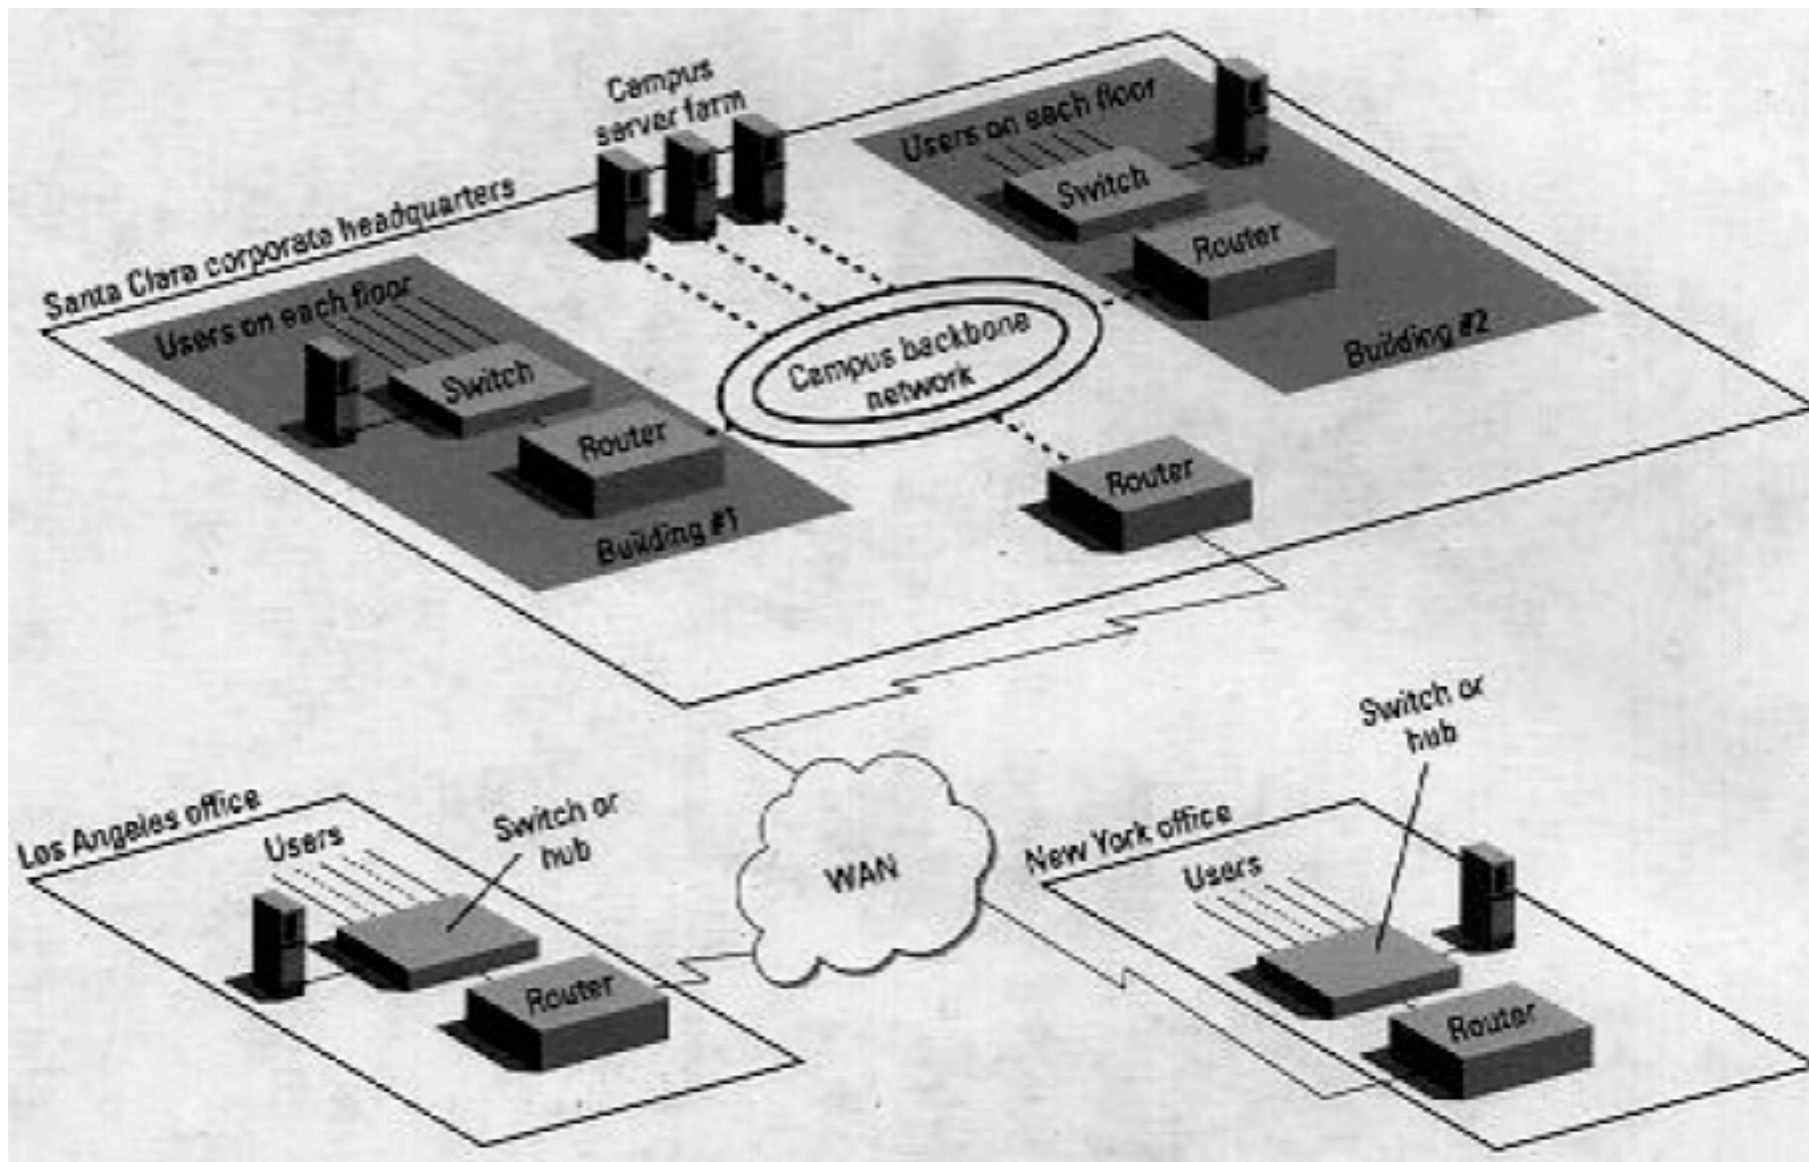 Campus
server farm
Users on each floor
Switch
Router
Building #2
Santa Clara corporate headquarters
Users on each floor
Switch
Router
Building #1
Campus backbone
network
Router
Switch or
hub
Los Angeles office
Users
Switch or
hub
Router
WAN
New York office
Users
Router